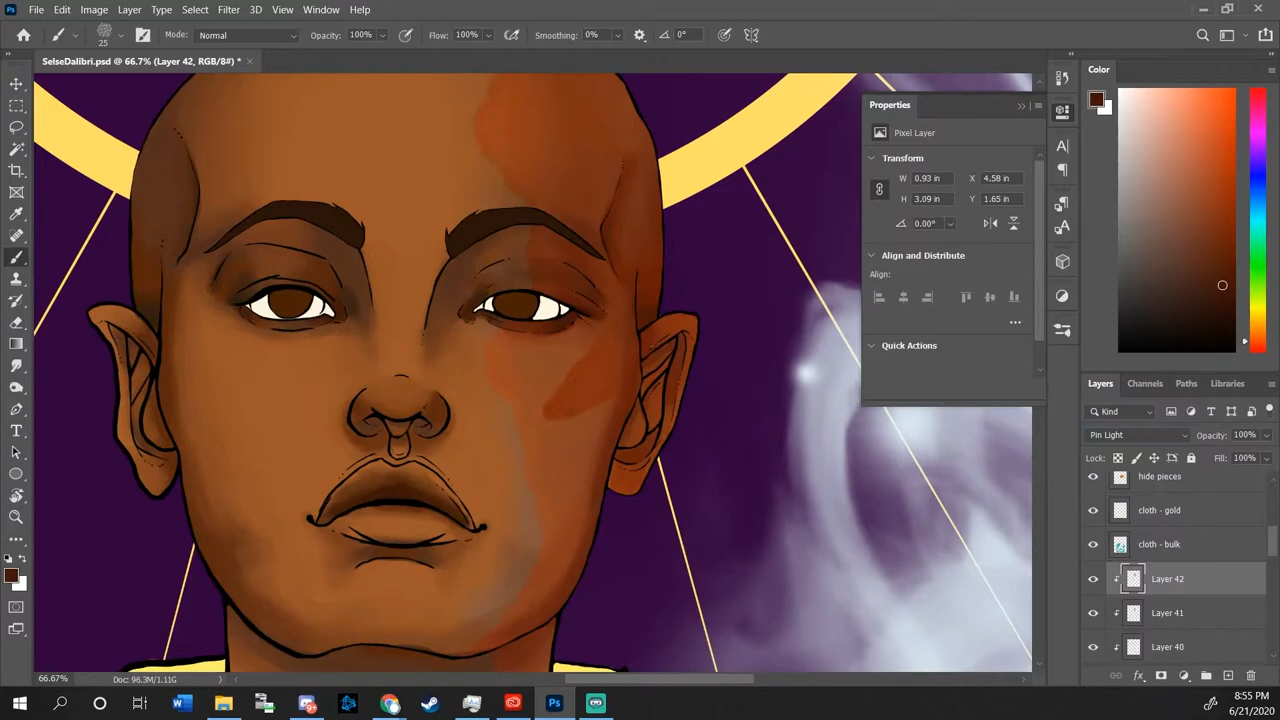 Ps File Edit Image Layer Type Select Filter 3D View Window Help
25 Mode: Normal Opacity: 100% Flow: 100% Smoothing: 0% 0°
SelseDalibri.psd @ 66.7% (Layer 42, RGB/8#) *
Color
Properties
Pixel Layer
Transform
W 0.93 in X 4.58 in
H 3.09 in Y 1.65 in
0.00°
Align and Distribute
Align:
Quick Actions
Layers Channels Paths Libraries
Kind
Pin Light Opacity: 100%
Lock: Fill: 100%
hide pieces
cloth - gold
cloth - bulk
Layer 42
Layer 41
Layer 40
66.67% Doc: 96.3M/1.11G
8:55 PM
6/21/2020